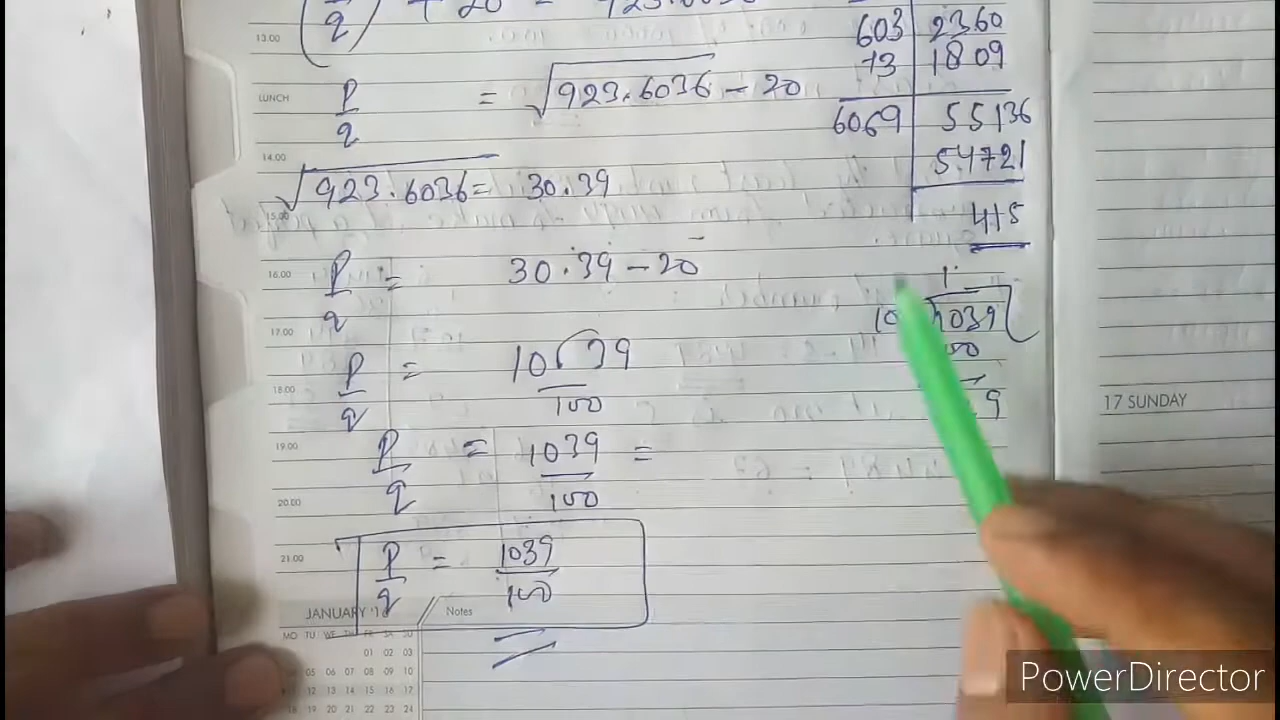 13.00
LUNCH
p/q = √923.6036 - 20
603 | 2360
+3 | 1809
6069 | 55136
54721
415
14.00
√923.6036 = 30.39
15.00
16.00
p/q = 30.39 - 20
1
1039
17.00
p/q = 10.39
100
18.00
9
17 SUNDAY
19.00
p/q = 1039/100 =
20.00
21.00
p/q = 1039/100
JANUARY
Notes
MO TU WE FR
01 02 03
05 06 07 08 09 10
12 13 14 15 16 17
18 19 20 21 22 23 24
PowerDirector